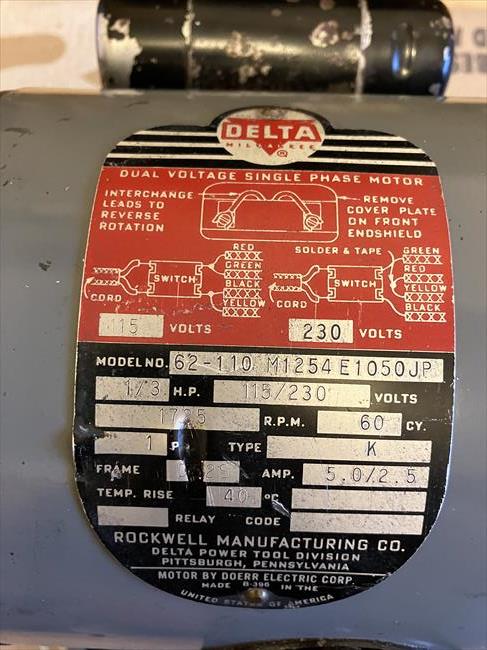 DELTA
MILWAUKEE
®
DUAL VOLTAGE SINGLE PHASE MOTOR
INTERCHANGE LEADS TO REVERSE ROTATION
REMOVE COVER PLATE ON FRONT ENDSHIELD
SOLDER & TAPE
RED GREEN BLACK YELLOW
SWITCH
CORD
GREEN RED YELLOW BLACK
SWITCH
CORD
115 VOLTS 230 VOLTS
MODEL NO. 62-110 M1254 E1050JP
1/3 H.P. 115/230 VOLTS
1725 R.P.M. 60 CY.
1 P TYPE K
FRAME AMP. 5.0/2.5
TEMP. RISE 40 °C
RELAY CODE
ROCKWELL MANUFACTURING CO.
DELTA POWER TOOL DIVISION
PITTSBURGH, PENNSYLVANIA
MOTOR BY DOERR ELECTRIC CORP.
MADE B-396 IN THE
UNITED STATES OF AMERICA